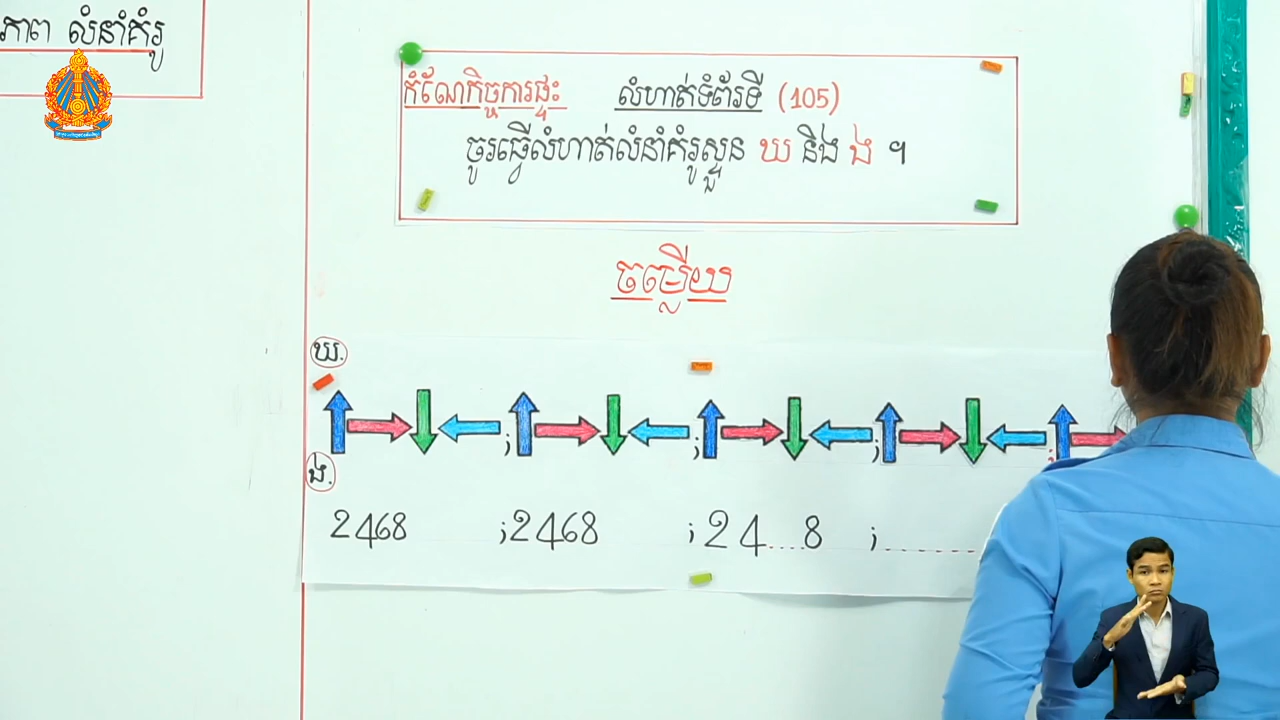 ភាព លំនាំគំរូ
កំណែកិច្ចការផ្ទះ លំហាត់ទំព័រទី (105)
ចូរធ្វើលំហាត់លំនាំគំរូស្ទួន ឃ និង ង ។
ចម្លើយ
ឃ.
; ; ; ;
ង.
2468 ; 2468 ; 24....8 ; ..........